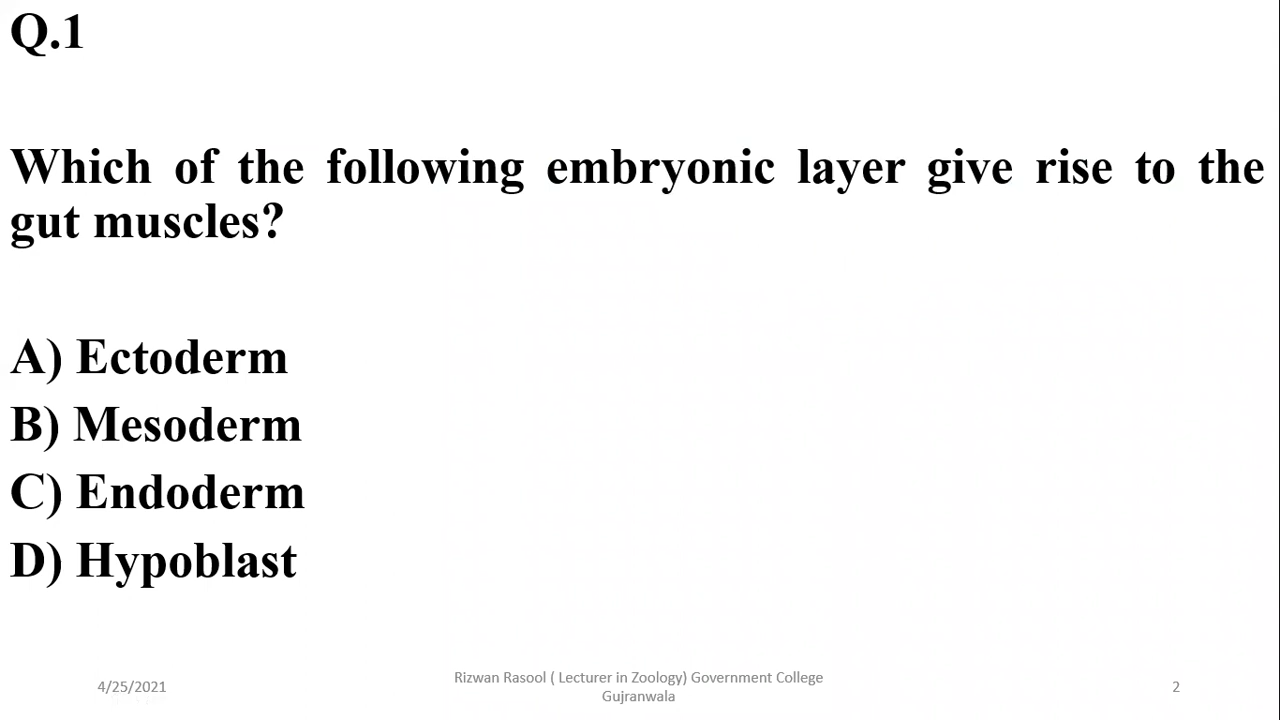 Q.1
Which of the following embryonic layer give rise to the
gut muscles?
A) Ectoderm
B) Mesoderm
C) Endoderm
D) Hypoblast
4/25/2021
Rizwan Rasool ( Lecturer in Zoology) Government College
Gujranwala
2